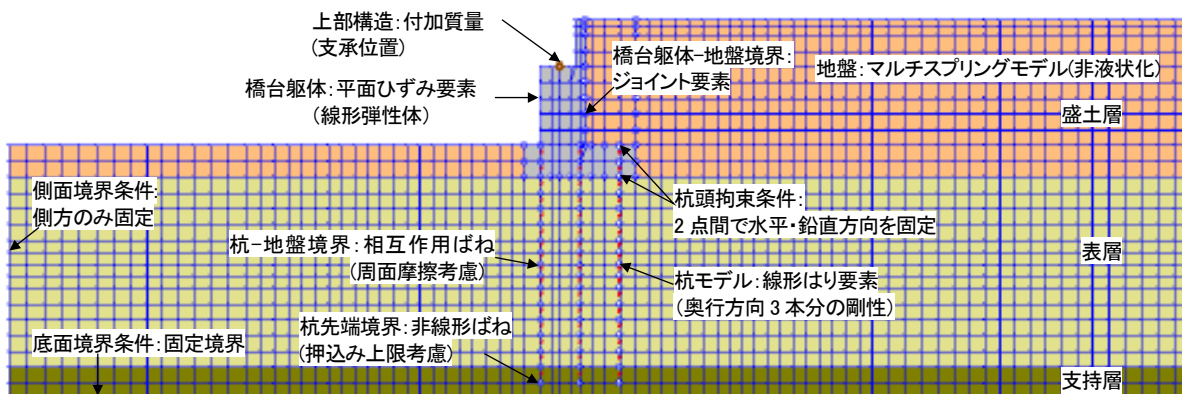 上部構造:付加質量
(支承位置)
橋台躯体-地盤境界:
ジョイント要素
地盤:マルチスプリングモデル(非液状化)
橋台躯体:平面ひずみ要素
(線形弾性体)
盛土層
側面境界条件:
側方のみ固定
杭頭拘束条件:
2点間で水平・鉛直方向を固定
杭-地盤境界:相互作用ばね
(周面摩擦考慮)
表層
杭モデル:線形はり要素
(奥行方向3本分の剛性)
杭先端境界:非線形ばね
(押込み上限考慮)
底面境界条件:固定境界
支持層